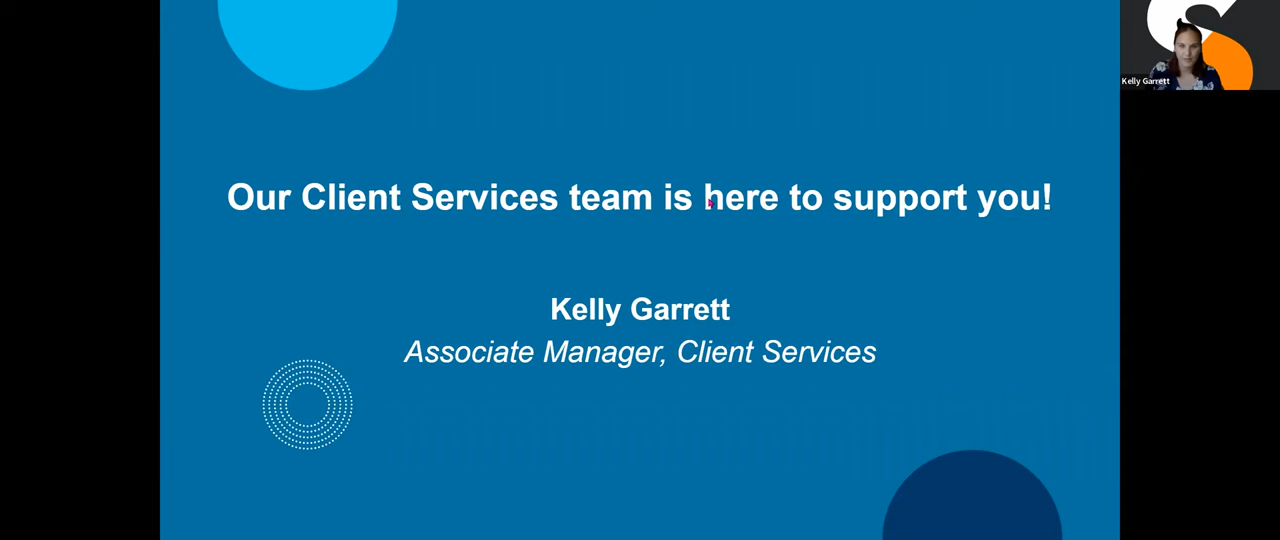 Our Client Services team is here to support you!
Kelly Garrett
Associate Manager, Client Services
Kelly Garrett